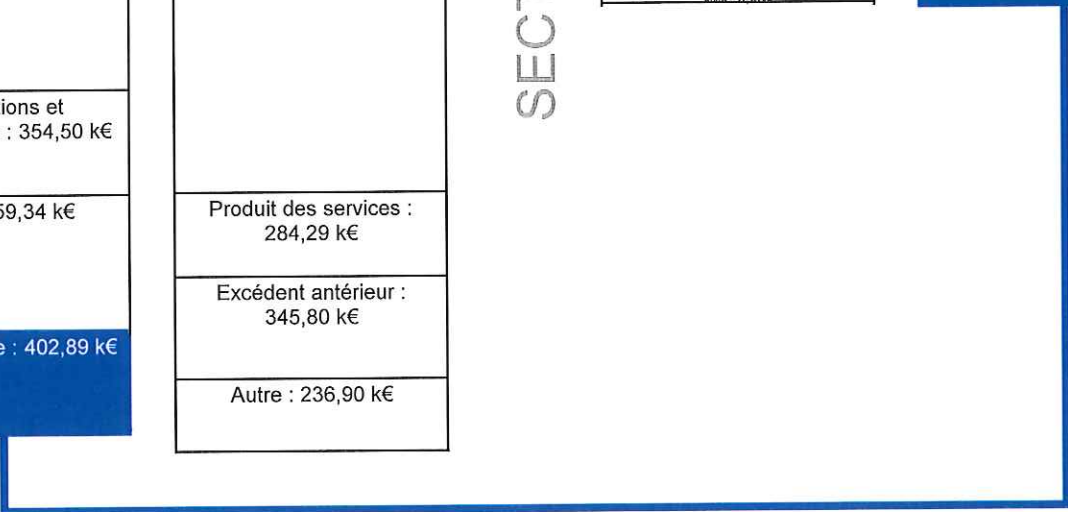 ions et
: 354,50 k€
59,34 k€
e : 402,89 k€
Produit des services :
284,29 k€
Excédent antérieur :
345,80 k€
Autre : 236,90 k€
SECT